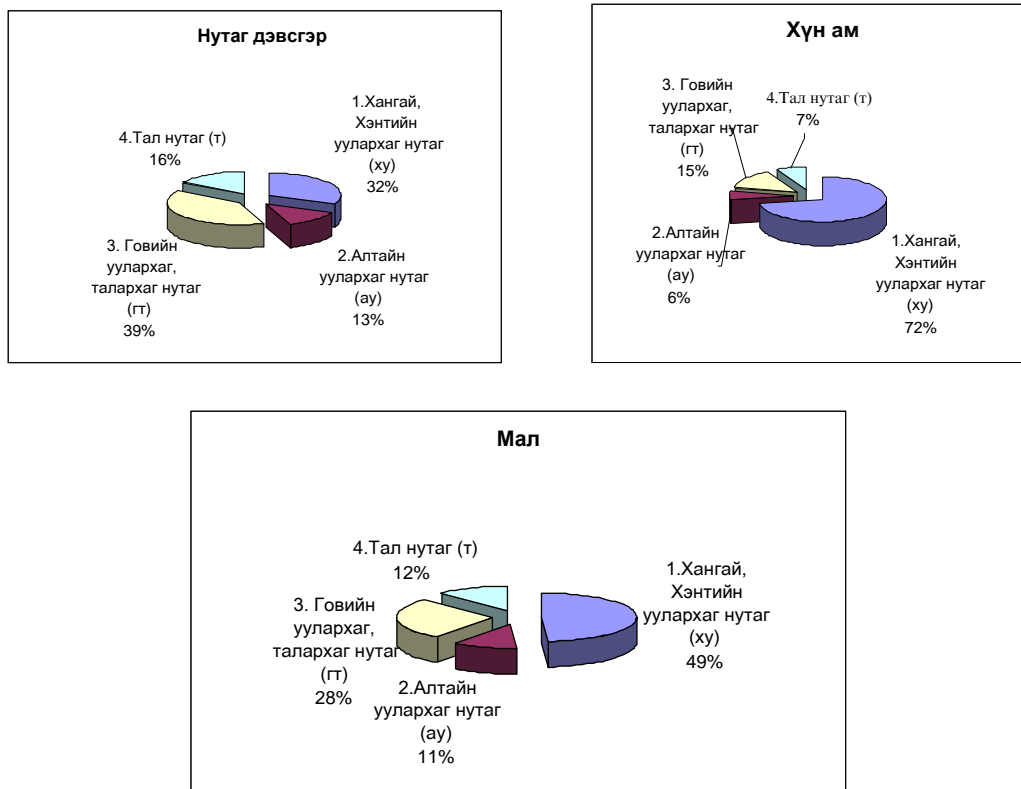 Нутаг дэвсгэр
1.Хангай,
Хэнтийн
уулархаг нутаг
(ху)
32%
2.Алтайн
уулархаг нутаг
(ау)
13%
3. Говийн
уулархаг,
талархаг нутаг
(гт)
39%
4.Тал нутаг (т)
16%
Хүн ам
3. Говийн
уулархаг,
талархаг нутаг
(гт)
15%
4.Тал нутаг (т)
7%
2.Алтайн
уулархаг нутаг
(ау)
6%
1.Хангай,
Хэнтийн
уулархаг нутаг
(ху)
72%
Мал
4.Тал нутаг (т)
12%
1.Хангай,
Хэнтийн
уулархаг нутаг
(ху)
49%
3. Говийн
уулархаг,
талархаг нутаг
(гт)
28%
2.Алтайн
уулархаг нутаг
(ау)
11%